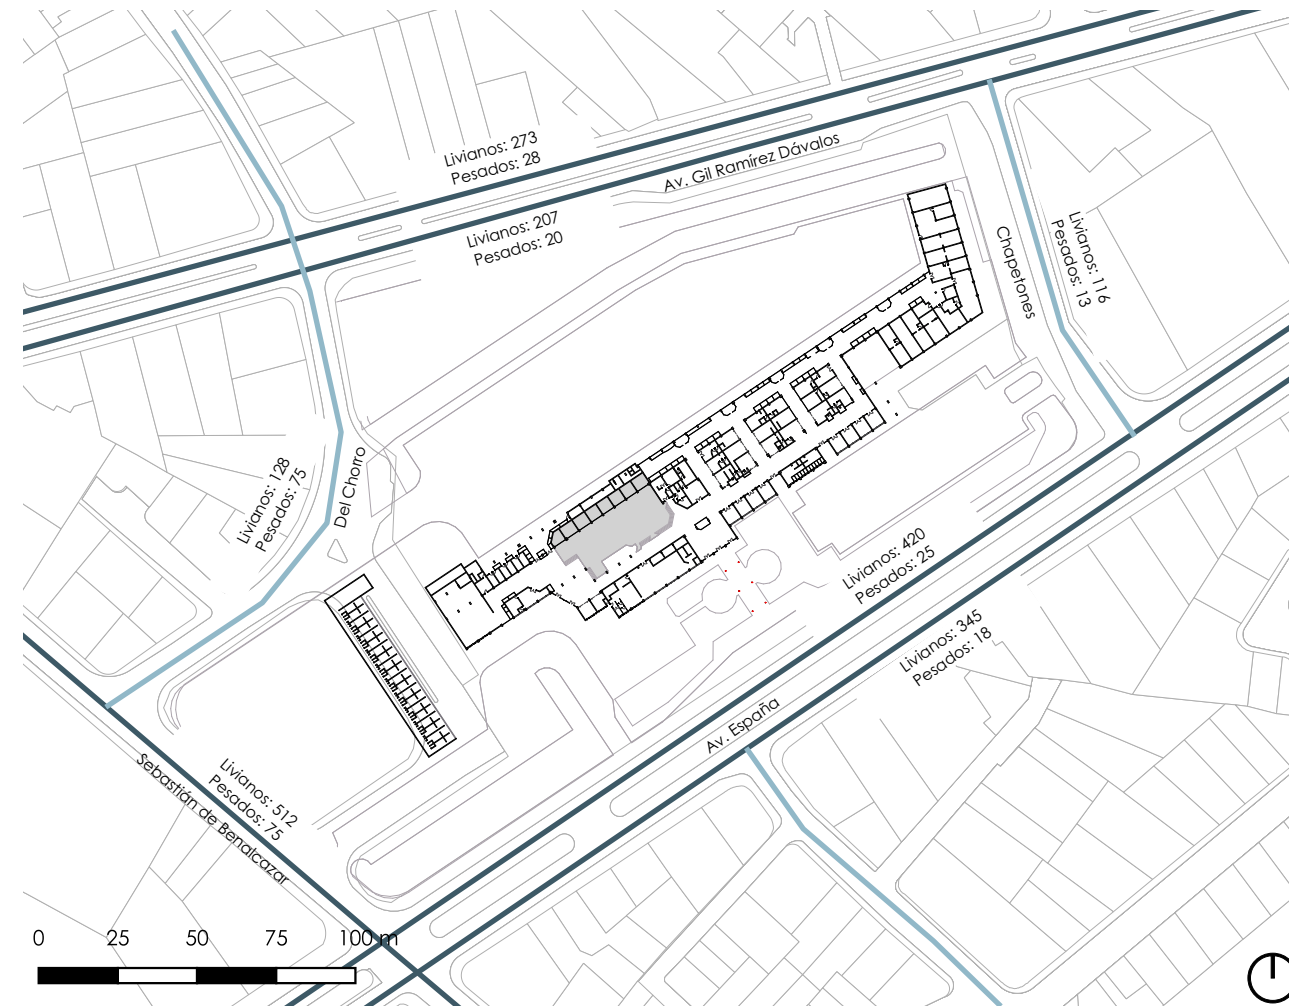 Livianos: 273
Pesados: 28
Av. Gil Ramírez Dávalos
Livianos: 207
Pesados: 20
Chapetones
Livianos: 116
Pesados: 13
Livianos: 128
Pesados: 75
Del Chorro
Livianos: 420
Pesados: 25
Livianos: 345
Pesados: 18
Av. España
Livianos: 512
Pesados: 75
Sebastián de Benalcazar
0 25 50 75 100 m